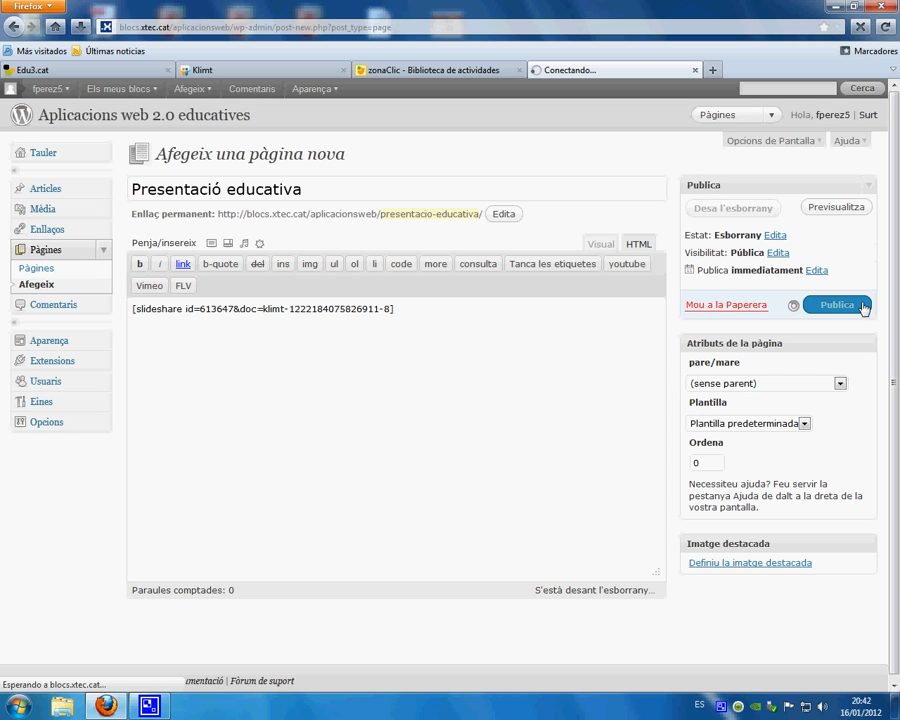 Firefox
blocs.xtec.cat/aplicacionsweb/wp-admin/post-new.php?post_type=page
Más visitados Últimas noticias Marcadores
Edu3.cat Klimt zonaClic - Biblioteca de actividades Conectando...
fperez5 Els meus blocs Afegeix Comentaris Aparença Cerca
Aplicacions web 2.0 educatives Pàgines Hola, fperez5 | Surt
Opcions de Pantalla Ajuda
Afegeix una pàgina nova
Tauler
Articles
Mèdia
Enllaços
Pàgines
Pàgines
Afegeix
Comentaris
Aparença
Extensions
Usuaris
Eines
Opcions
Presentació educativa
Enllaç permanent: http://blocs.xtec.cat/aplicacionsweb/presentacio-educativa/ Edita
Penja/insereix Visual HTML
b i link b-quote del ins img ul ol li code more consulta Tanca les etiquetes youtube
Vimeo FLV
[slideshare id=613647&doc=klimt-1222184075826911-8]
Paraules comptades: 0 S'està desant l'esborrany...
Publica
Desa l'esborrany Previsualitza
Estat: Esborrany Edita
Visibilitat: Pública Edita
Publica immediatament Edita
Mou a la Paperera Publica
Atributs de la pàgina
pare/mare
(sense parent)
Plantilla
Plantilla predeterminada
Ordena
0
Necessiteu ajuda? Feu servir la
pestanya Ajuda de dalt a la dreta de la
vostra pantalla.
Imatge destacada
Definiu la imatge destacada
Esperando a blocs.xtec.cat... umentació | Fòrum de suport
ES 20:42
16/01/2012